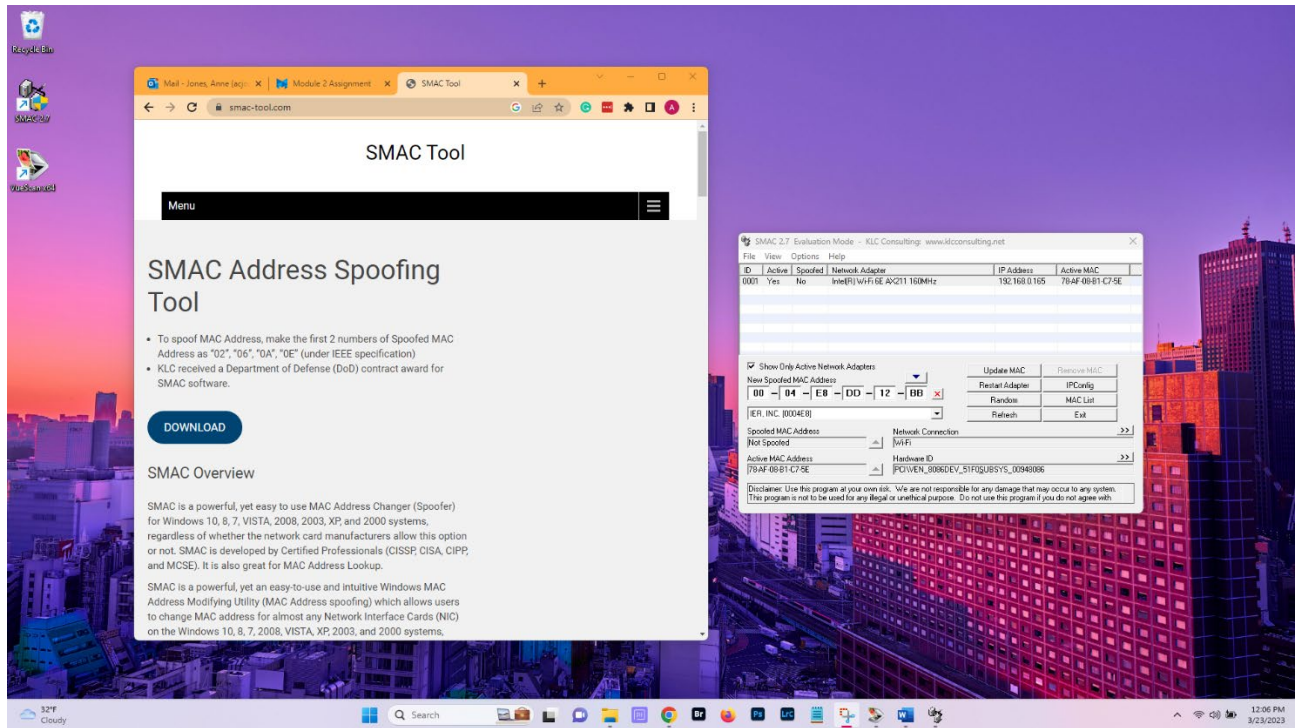 Recycle Bin
SMAC 2.7
VueScan x64
Mail - Jones, Anne (acjo
Module 2 Assignment
SMAC Tool
smac-tool.com
SMAC Tool
Menu
SMAC Address Spoofing
Tool
To spoof MAC Address, make the first 2 numbers of Spoofed MAC
Address as "02", "06", "0A", "0E" (under IEEE specification)
KLC received a Department of Defense (DoD) contract award for
SMAC software.
DOWNLOAD
SMAC Overview
SMAC is a powerful, yet easy to use MAC Address Changer (Spoofer)
for Windows 10, 8, 7, VISTA, 2008, 2003, XP, and 2000 systems,
regardless of whether the network card manufacturers allow this option
or not. SMAC is developed by Certified Professionals (CISSP, CISA, CIPP,
and MCSE). It is also great for MAC Address Lookup.
SMAC is a powerful, yet an easy-to-use and intuitive Windows MAC
Address Modifying Utility (MAC Address spoofing) which allows users
to change MAC address for almost any Network Interface Cards (NIC)
on the Windows 10, 8, 7, 2008, VISTA, XP, 2003, and 2000 systems,
SMAC 2.7 Evaluation Mode - KLC Consulting: www.klcconsulting.net
File View Options Help
ID Active Spoofed Network Adapter IP Address Active MAC
0001 Yes No Intel(R) Wi-Fi 6E AX211 160MHz 192.168.0.165 78-AF-08-B1-C7-5E
Show Only Active Network Adapters
New Spoofed MAC Address
00 - 04 - E8 - DD - 12 - BB
IER, INC. [0004E8]
Update MAC Remove MAC
Restart Adapter IPConfig
Random MAC List
Refresh Exit
Spoofed MAC Address Network Connection >>
Not Spoofed Wi-Fi
Active MAC Address Hardware ID >>
78-AF-08-B1-C7-5E PCI\VEN_8086DEV_51F0SUBSYS_00948086
Disclaimer: Use this program at your own risk. We are not responsible for any damage that may occur to any system.
This program is not to be used for any illegal or unethical purpose. Do not use this program if you do not agree with
32°F
Cloudy
Search
Br
Ps
LrC
12:06 PM
3/23/2023